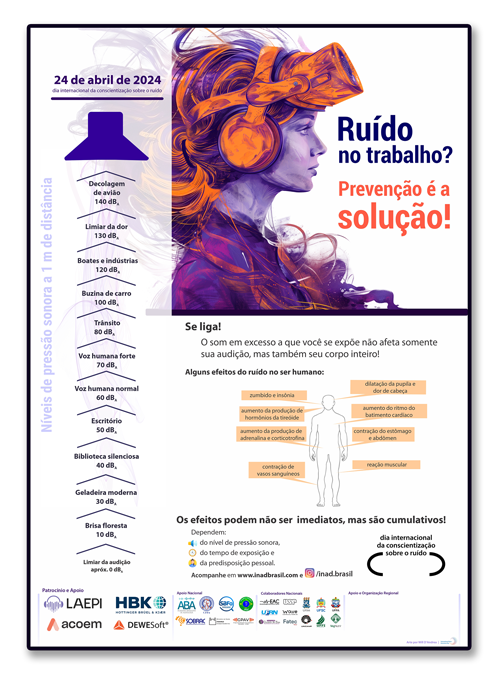 24 de abril de 2024
dia internacional da conscientização sobre o ruído
Ruído
no trabalho?
Prevenção é a
solução!
Níveis de pressão sonora a 1 m de distância
Decolagem
de avião
140 dBA
Limiar da dor
130 dBA
Boates e indústrias
120 dBA
Buzina de carro
100 dBA
Trânsito
80 dBA
Voz humana forte
70 dBA
Voz humana normal
60 dBA
Escritório
50 dBA
Biblioteca silenciosa
40 dBA
Geladeira moderna
30 dBA
Brisa floresta
10 dBA
Limiar da audição
apróx. 0 dBA
Se liga!
O som em excesso a que você se expõe não afeta somente
sua audição, mas também seu corpo inteiro!
Alguns efeitos do ruído no ser humano:
zumbido e insônia
aumento da produção de
hormônios da tireóide
aumento da produção de
adrenalina e corticotrofina
contração de
vasos sanguíneos
dilatação da pupila e
dor de cabeça
aumento do ritmo do
batimento cardíaco
contração do estômago
e abdômen
reação muscular
Os efeitos podem não ser imediatos, mas são cumulativos!
Dependem:
do nível de pressão sonora,
do tempo de exposição e
da predisposição pessoal.
Acompanhe em www.inadbrasil.com e /inad.brasil
dia internacional
da conscientização
sobre o ruído
Patrocínio e Apoio
LAEPI
HBK
HOTTINGER BRÜEL & KJÆR
acoem
DEWESoft®
Apoio Nacional
ABA
SOBRAC
Colaboradores Nacionais
EAC
UFRN
Fatec
Apoio e Organização Regional